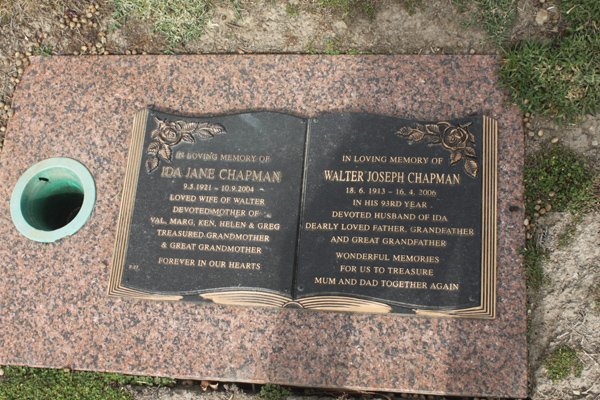 IN LOVING MEMORY OF
IDA JANE CHAPMAN
9.5.1921 - 10.9.2004
LOVED WIFE OF WALTER
DEVOTED MOTHER OF
VAL, MARG, KEN, HELEN & GREG
TREASURED GRANDMOTHER
& GREAT GRANDMOTHER
FOREVER IN OUR HEARTS
IN LOVING MEMORY OF
WALTER JOSEPH CHAPMAN
18. 6. 1913 - 16. 4. 2006
IN HIS 93RD YEAR
DEVOTED HUSBAND OF IDA
DEARLY LOVED FATHER, GRANDFATHER
AND GREAT GRANDFATHER
WONDERFUL MEMORIES
FOR US TO TREASURE
MUM AND DAD TOGETHER AGAIN